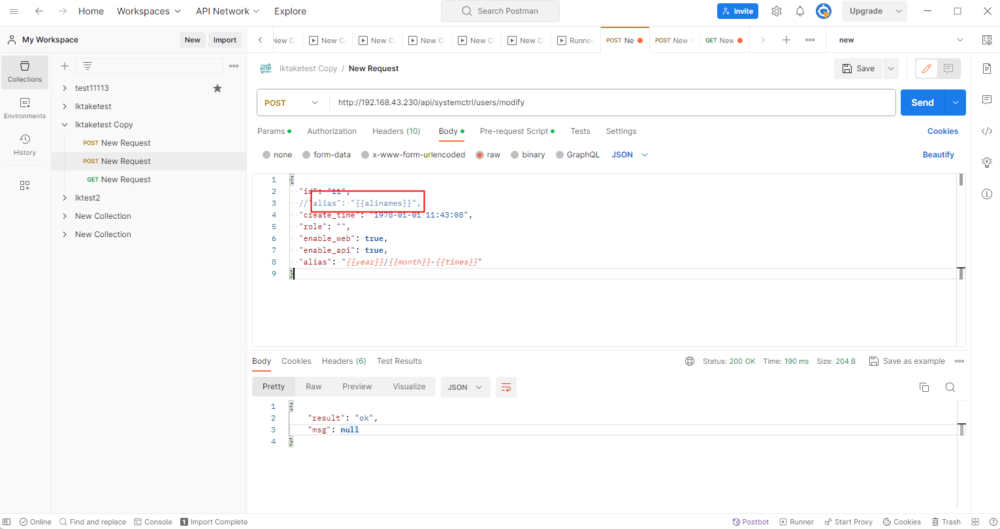 Home Workspaces API Network Explore Search Postman Invite Upgrade
My Workspace New Import New C New C New C New C New C New C Runner POST Ne POST New R GET New new
Collections
Environments
History
test11113
lktaketest
lktaketest Copy
POST New Request
POST New Request
GET New Request
lktest2
New Collection
New Collection
HTTP lktaketest Copy / New Request Save
POST http://192.168.43.230/api/systemctrl/users/modify Send
Params Authorization Headers (10) Body Pre-request Script Tests Settings Cookies
none form-data x-www-form-urlencoded raw binary GraphQL JSON Beautify
1 {
2 "id": "11",
3 //"alias": "{{alinames}}",
4 "create_time": "1978-01-01 11:43:08",
5 "role": "",
6 "enable_web": true,
7 "enable_api": true,
8 "alias": "{{year}}/{{month}}-{{times}}"
9 }
Body Cookies Headers (6) Test Results Status: 200 OK Time: 190 ms Size: 204 B Save as example
Pretty Raw Preview Visualize JSON
1 {
2 "result": "ok",
3 "msg": null
4 }
Online Find and replace Console 1 Import Complete Postbot Runner Start Proxy Cookies Trash